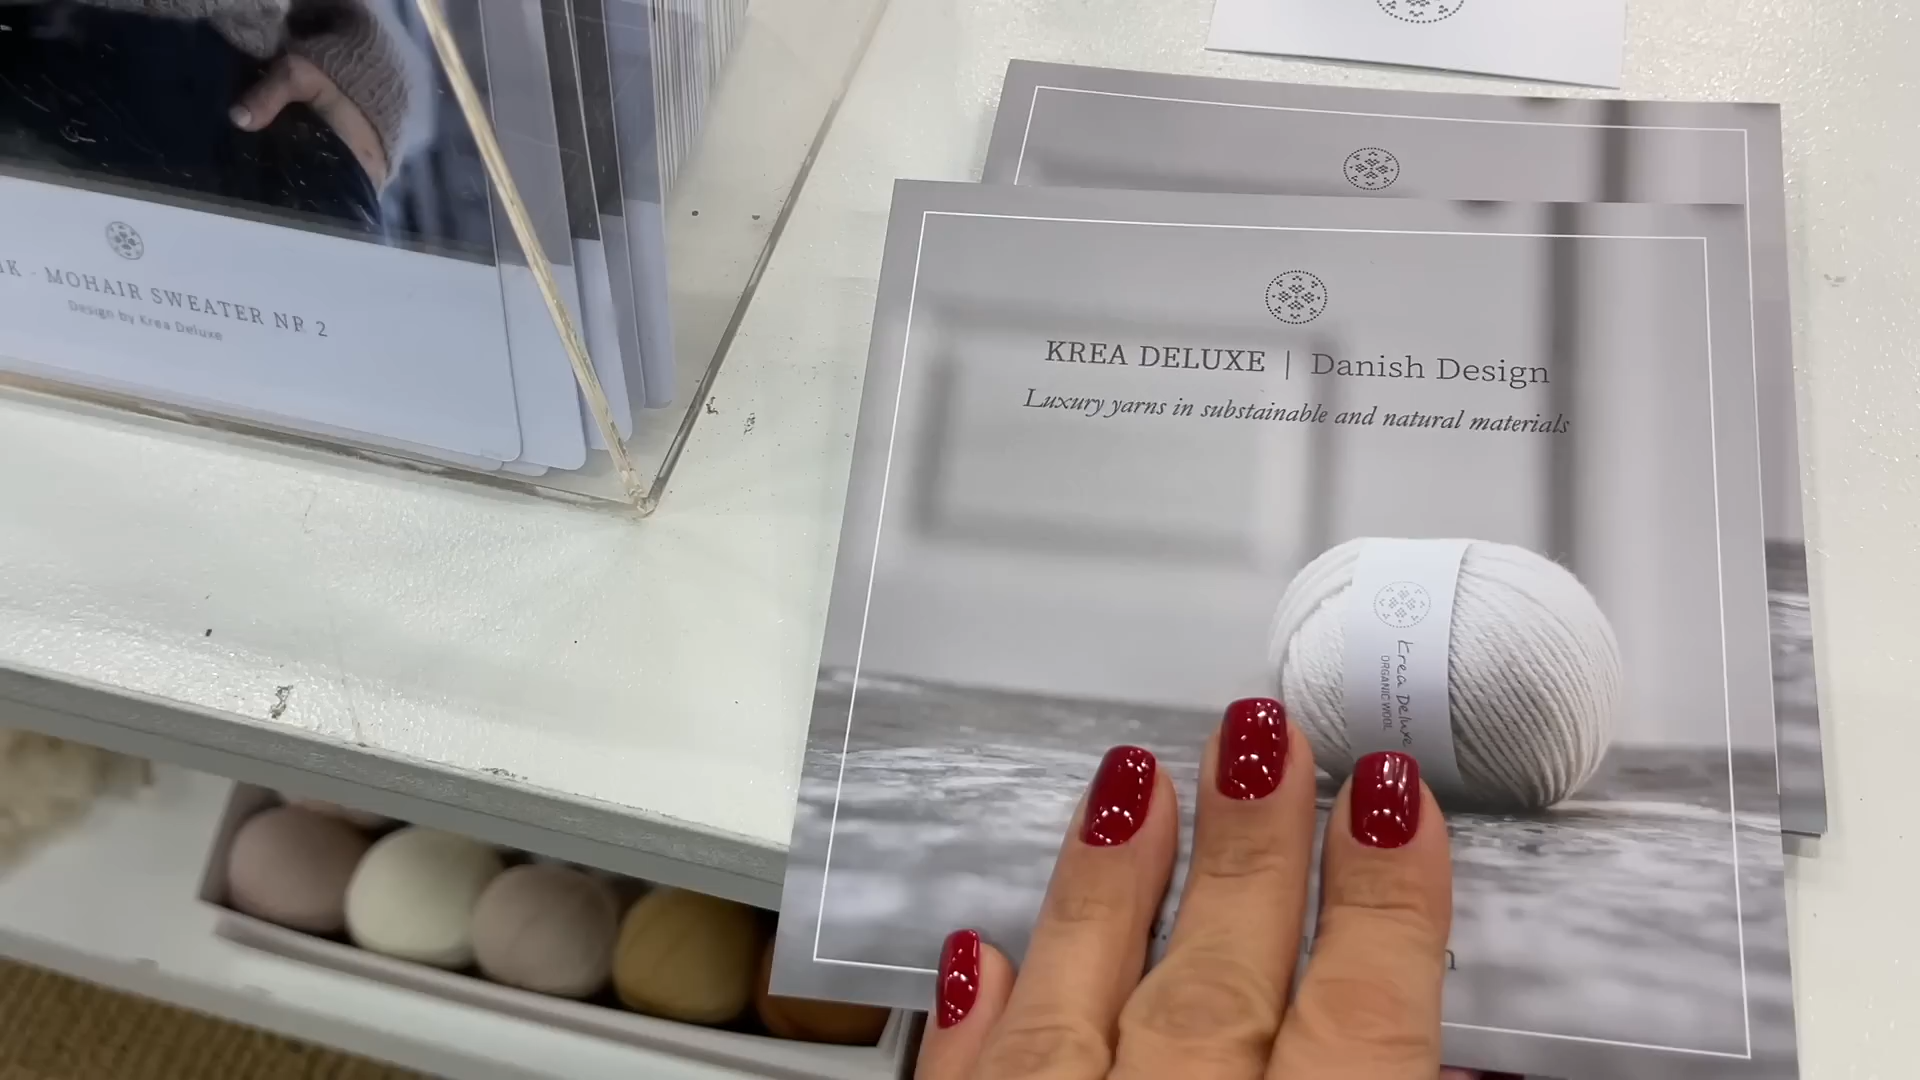 MOHAIR SWEATER NR 2
Design by Krea Deluxe
KREA DELUXE | Danish Design
Luxury yarns in substainable and natural materials
Krea Deluxe
ORGANIC WOOL